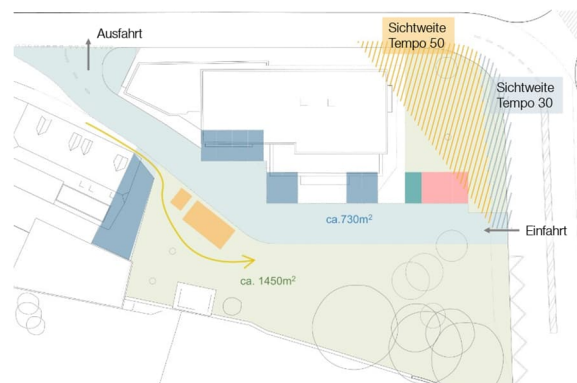 Ausfahrt
Sichtweite
Tempo 50
Sichtweite
Tempo 30
ca.730m²
Einfahrt
ca. 1450m²